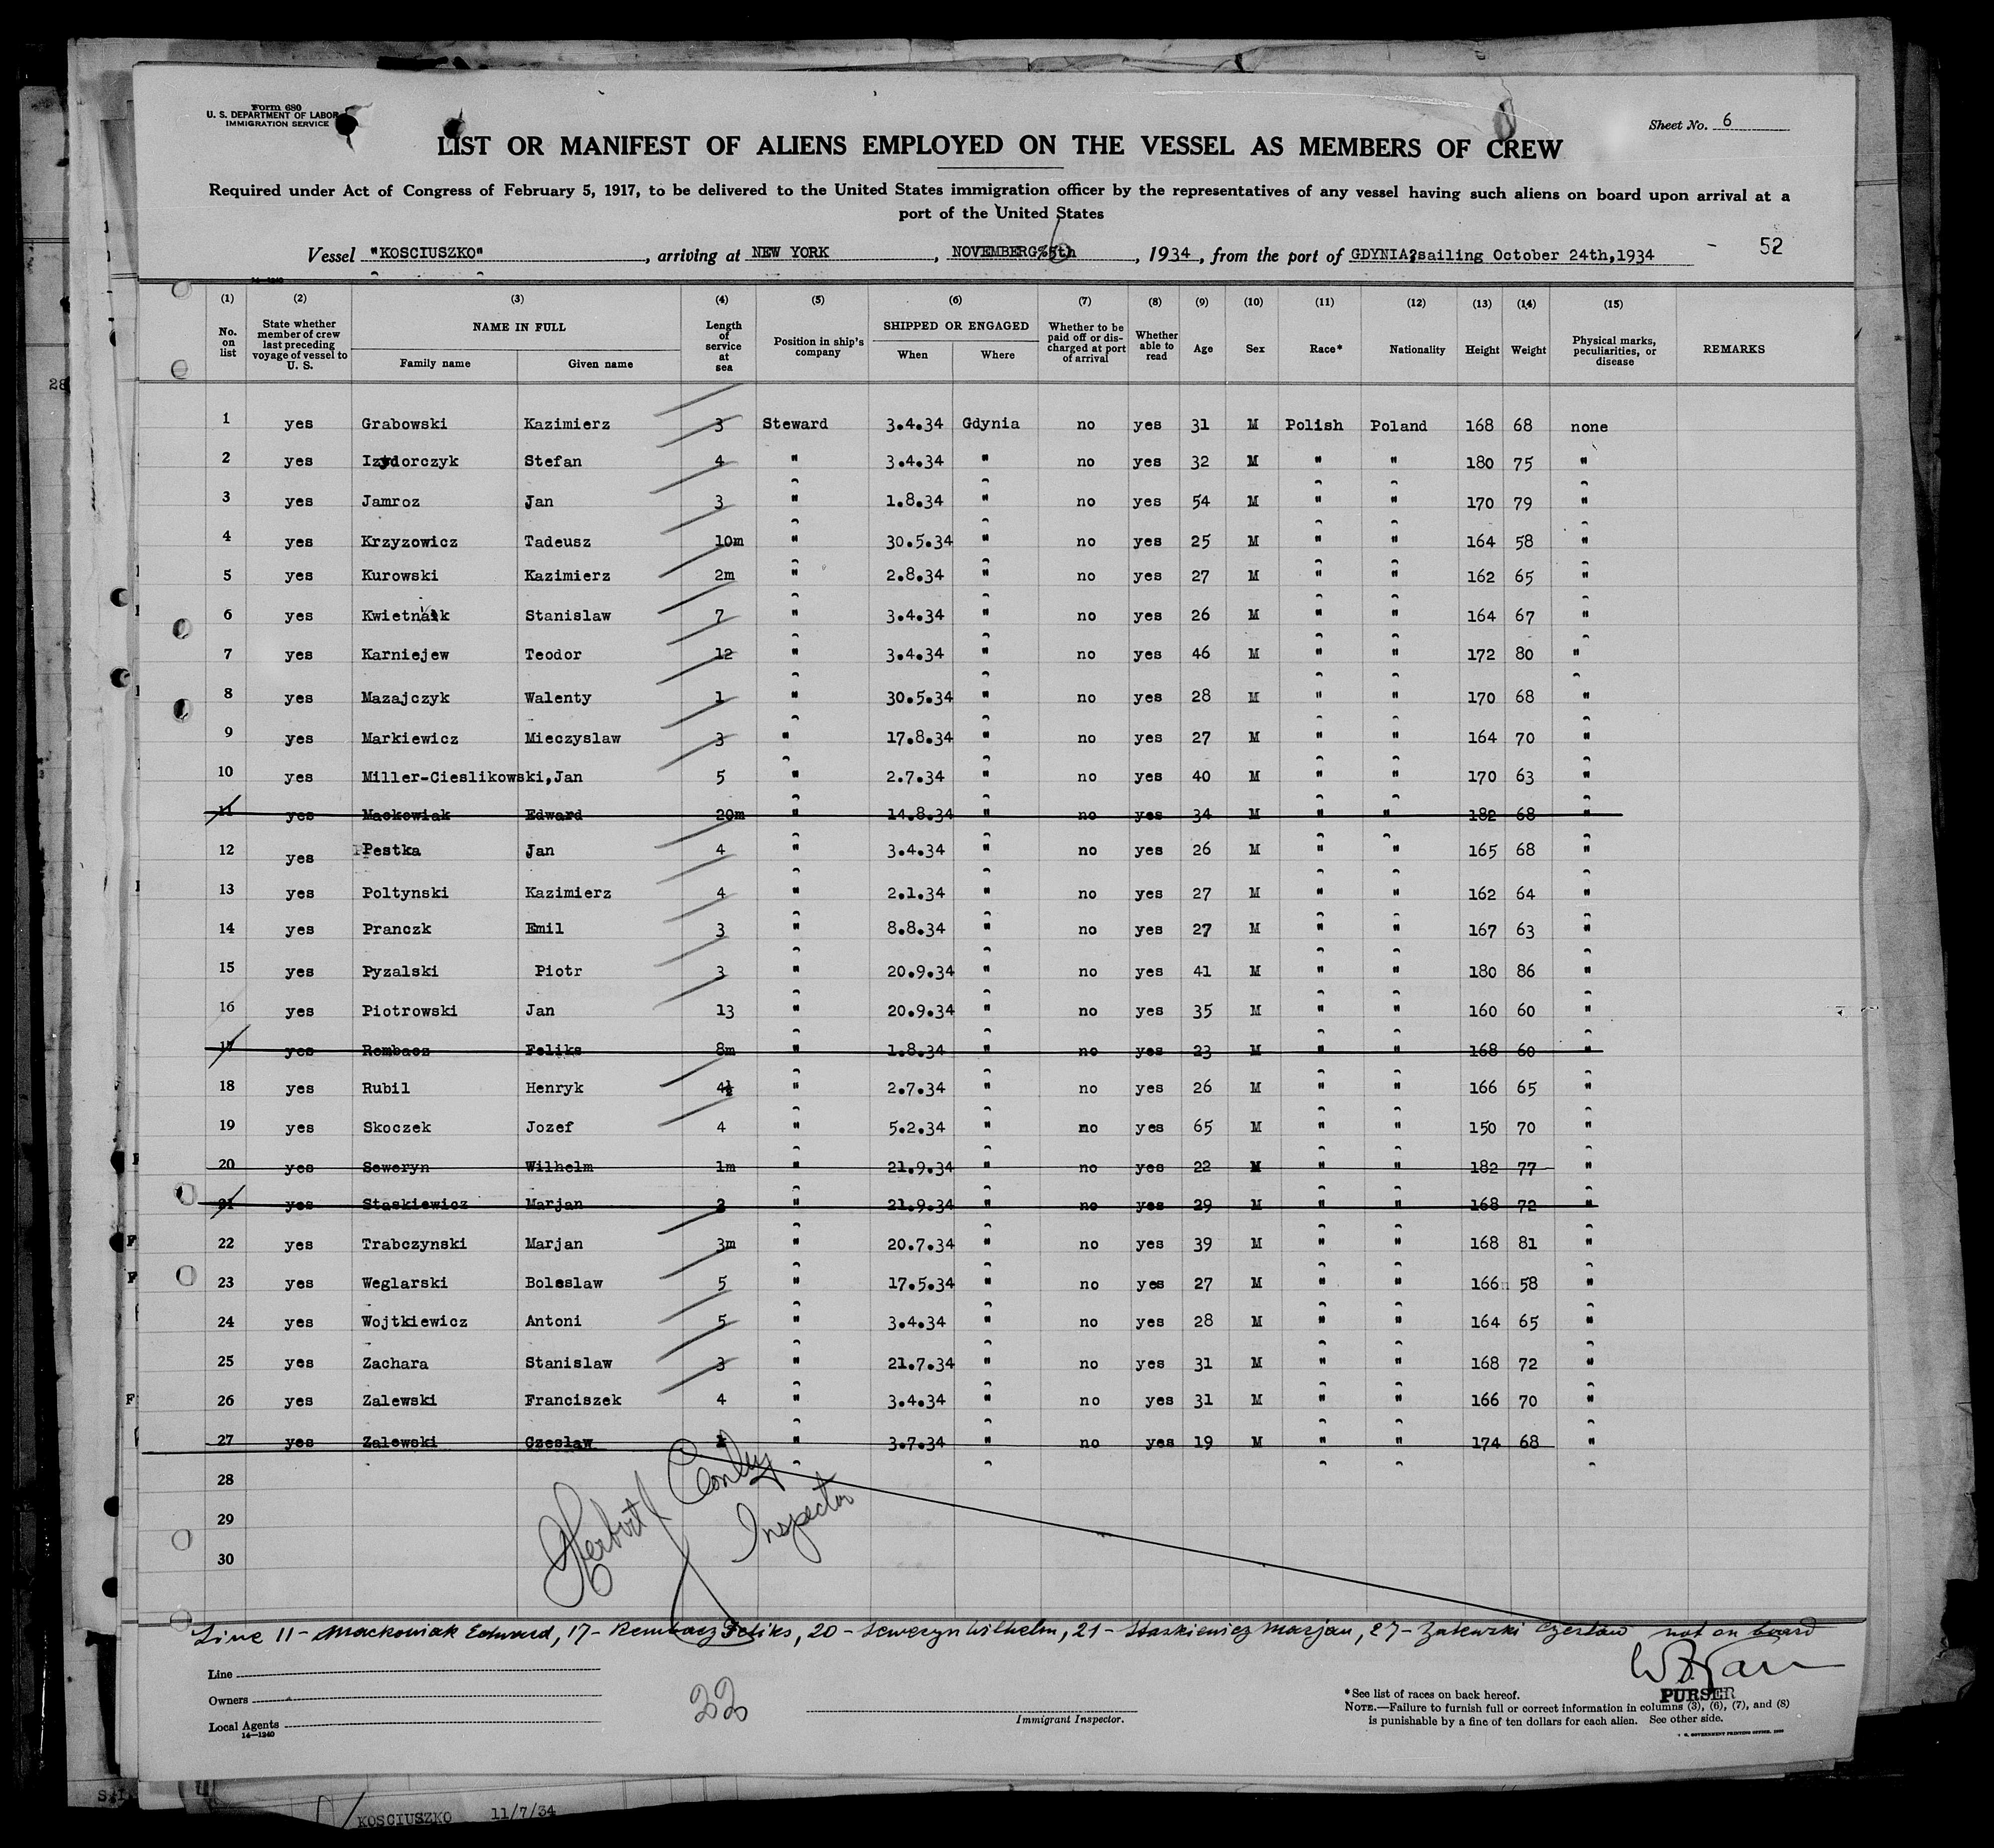 Form 680
U. S. DEPARTMENT OF LABOR
IMMIGRATION SERVICE
Sheet No. 6
LIST OR MANIFEST OF ALIENS EMPLOYED ON THE VESSEL AS MEMBERS OF CREW
Required under Act of Congress of February 5, 1917, to be delivered to the United States immigration officer by the representatives of any vessel having such aliens on board upon arrival at a
port of the United States
52
Vessel "KOSCIUSZKO", arriving at NEW YORK, NOVEMBER 6th, 1934, from the port of GDYNIA, sailing October 24th, 1934
(1) (2) (3) (4) (5) (6) (7) (8) (9) (10) (11) (12) (13) (14) (15)
No. on list | State whether member of crew last preceding voyage of vessel to U. S. | NAME IN FULL | Length of service at sea | Position in ship's company | SHIPPED OR ENGAGED | Whether to be paid off or discharged at port of arrival | Whether able to read | Age | Sex | Race* | Nationality | Height | Weight | Physical marks, peculiarities, or disease | REMARKS
Family name | Given name | When | Where
1 yes Grabowski Kazimierz 3 Steward 3.4.34 Gdynia no yes 31 M Polish Poland 168 68 none
2 yes Izydorczyk Stefan 4 " 3.4.34 " no yes 32 M " " 180 75 "
3 yes Jamroz Jan 3 " 1.8.34 " no yes 54 M " " 170 79 "
4 yes Krzyzowicz Tadeusz 10m " 30.5.34 " no yes 25 M " " 164 58 "
5 yes Kurowski Kazimierz 2m " 2.8.34 " no yes 27 M " " 162 65 "
6 yes Kwietniak Stanislaw 7 " 3.4.34 " no yes 26 M " " 164 67 "
7 yes Karniejew Teodor 12 " 3.4.34 " no yes 46 M " " 172 80 "
8 yes Mazajczyk Walenty 1 " 30.5.34 " no yes 28 M " " 170 68 "
9 yes Markiewicz Mieczyslaw 3 " 17.8.34 " no yes 27 M " " 164 70 "
10 yes Miller-Cieslikowski,Jan 5 " 2.7.34 " no yes 40 M " " 170 63 "
11 yes Mackowiak Edward 20m " 14.8.34 " no yes 34 M " " 182 68 "
12 yes Pestka Jan 4 " 3.4.34 " no yes 26 M " " 165 68 "
13 yes Poltynski Kazimierz 4 " 2.1.34 " no yes 27 M " " 162 64 "
14 yes Pranczk Emil 3 " 8.8.34 " no yes 27 M " " 167 63 "
15 yes Pyzalski Piotr 3 " 20.9.34 " no yes 41 M " " 180 86 "
16 yes Piotrowski Jan 13 " 20.9.34 " no yes 35 M " " 160 60 "
17 yes Rembacz Feliks 8m " 1.8.34 " no yes 23 M " " 168 60 "
18 yes Rubil Henryk 4½ " 2.7.34 " no yes 26 M " " 166 65 "
19 yes Skoczek Jozef 4 " 5.2.34 " no yes 65 M " " 150 70 "
20 yes Seweryn Wilhelm 1m " 21.9.34 " no yes 22 M " " 182 77 "
21 yes Staskiewicz Marjan 2 " 21.9.34 " no yes 29 M " " 168 72 "
22 yes Trabczynski Marjan 3m " 20.7.34 " no yes 39 M " " 168 81 "
23 yes Weglarski Boleslaw 5 " 17.5.34 " no yes 27 M " " 166 58 "
24 yes Wojtkiewicz Antoni 5 " 3.4.34 " no yes 28 M " " 164 65 "
25 yes Zachara Stanislaw 3 " 21.7.34 " no yes 31 M " " 168 72 "
26 yes Zalewski Franciszek 4 " 3.4.34 " no yes 31 M " " 166 70 "
27 yes Zalewski Czeslaw " 3.7.34 " no yes 19 M " " 174 68 "
28
29
30
Herbert J Conly
Inspector
Line 11 - Mackowiak Edward, 17 - Rembacz Feliks, 20 - Seweryn Wilhelm, 21 - Staskiewicz Marjan, 27 - Zalewski Czeslaw not on board
Line
Owners
Local Agents
14—1240
22
Immigrant Inspector.
PURSER
*See list of races on back hereof.
NOTE.—Failure to furnish full or correct information in columns (3), (6), (7), and (8)
is punishable by a fine of ten dollars for each alien. See other side.
KOSCIUSZKO 11/7/34